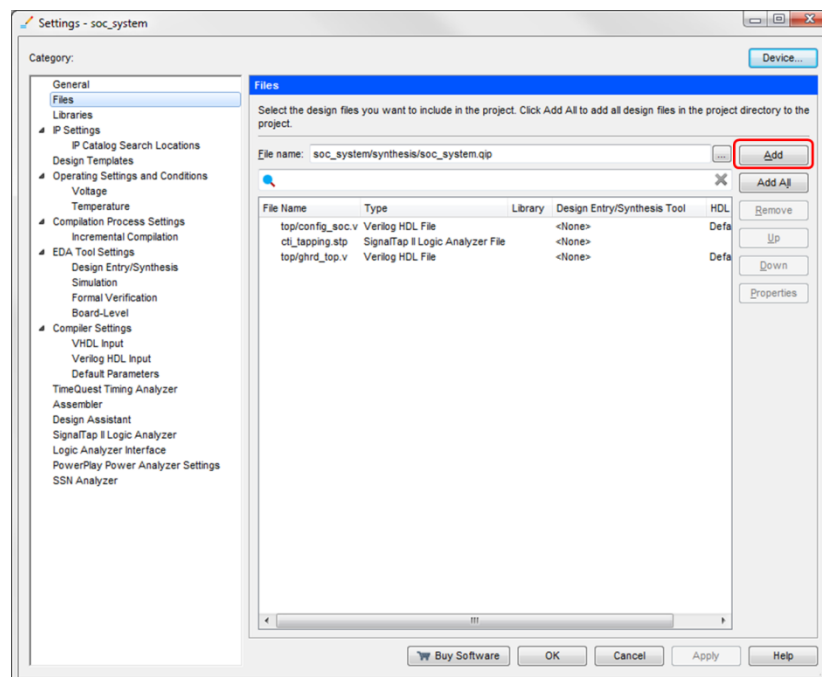 Settings - soc_system
Category:
Device...
General
Files
Libraries
IP Settings
IP Catalog Search Locations
Design Templates
Operating Settings and Conditions
Voltage
Temperature
Compilation Process Settings
Incremental Compilation
EDA Tool Settings
Design Entry/Synthesis
Simulation
Formal Verification
Board-Level
Compiler Settings
VHDL Input
Verilog HDL Input
Default Parameters
TimeQuest Timing Analyzer
Assembler
Design Assistant
SignalTap II Logic Analyzer
Logic Analyzer Interface
PowerPlay Power Analyzer Settings
SSN Analyzer
Files
Select the design files you want to include in the project. Click Add All to add all design files in the project directory to the
project.
File name: soc_system/synthesis/soc_system.qip ... Add
Add All
File Name Type Library Design Entry/Synthesis Tool HDL
top/config_soc.v Verilog HDL File <None> Defa
cti_tapping.stp SignalTap II Logic Analyzer File <None>
top/ghrd_top.v Verilog HDL File <None> Defa
Remove
Up
Down
Properties
Buy Software OK Cancel Apply Help